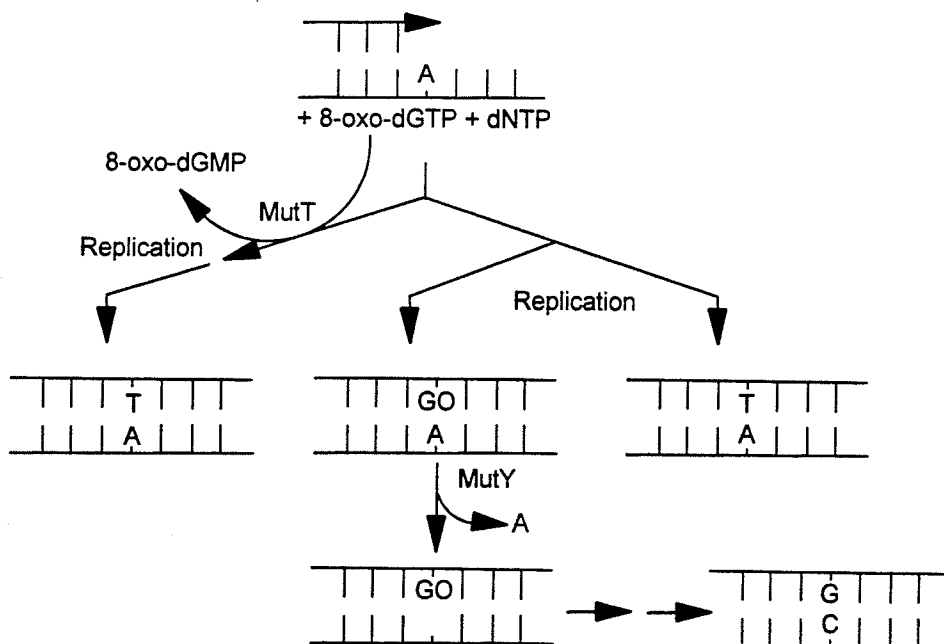 A
+ 8-oxo-dGTP + dNTP
8-oxo-dGMP
MutT
Replication
Replication
T
A
GO
A
T
A
MutY
A
GO
G
C